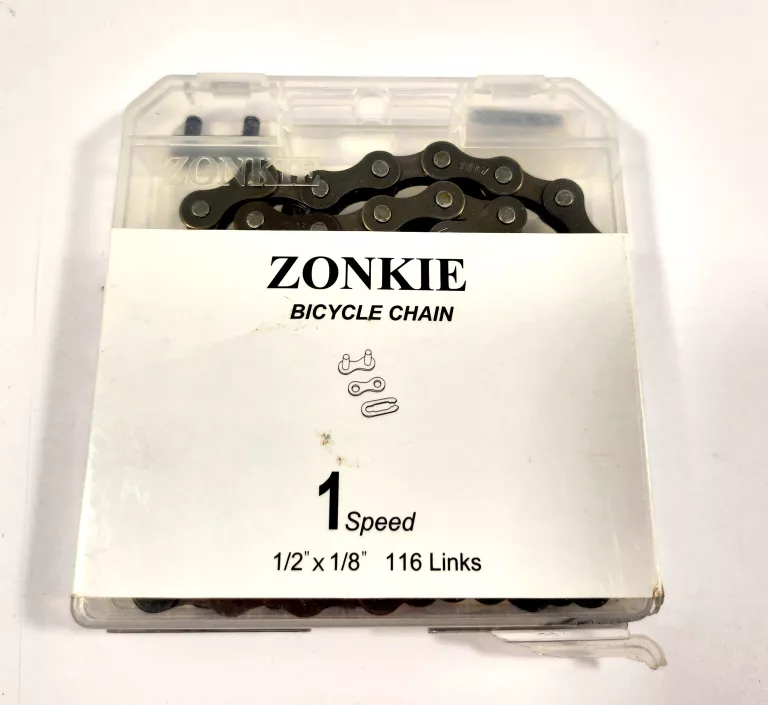 ZONKIE
ZONKIE
BICYCLE CHAIN
1 Speed
1/2" x 1/8" 116 Links